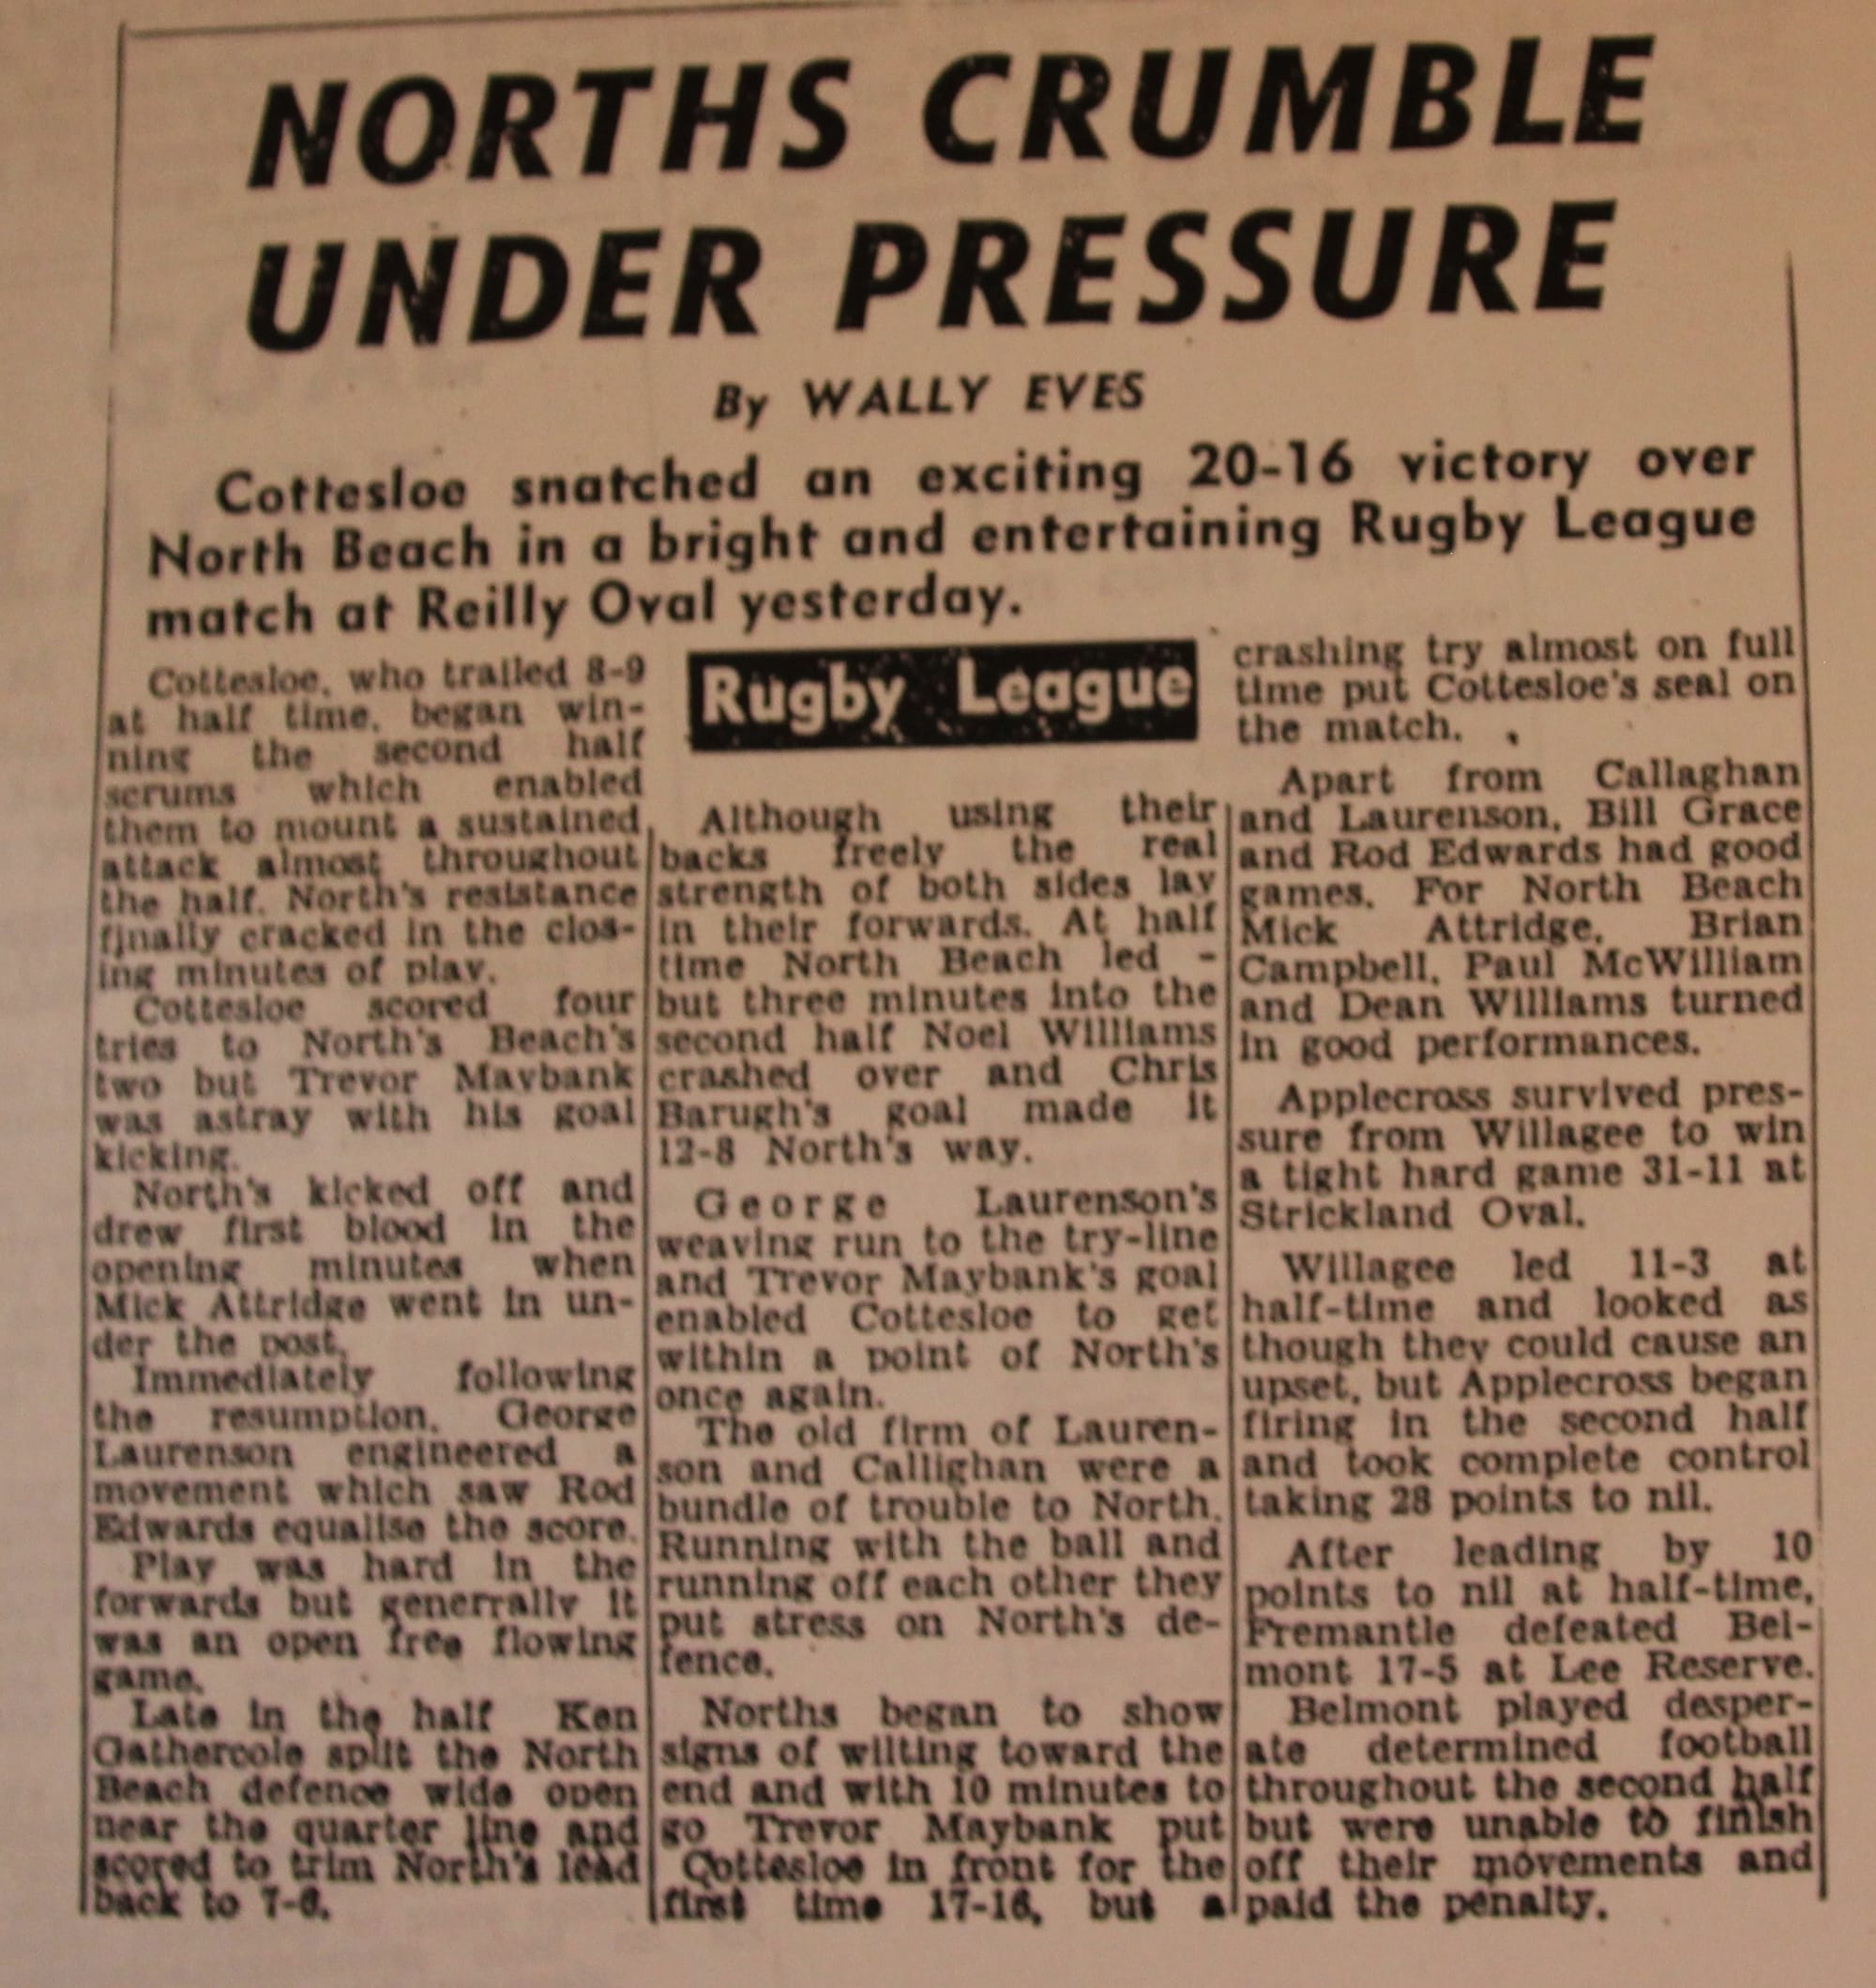 NORTHS CRUMBLE
UNDER PRESSURE
By WALLY EVES
Cottesloe snatched an exciting 20-16 victory over
North Beach in a bright and entertaining Rugby League
match at Reilly Oval yesterday.
Cottesloe, who trailed 8-9
at half time, began win-
ning the second half
scrums which enabled
them to mount a sustained
attack almost throughout
the half. North's resistance
finally cracked in the clos-
ing minutes of play.
Cottesloe scored four
tries to North's Beach's
two but Trevor Maybank
was astray with his goal
kicking.
North's kicked off and
drew first blood in the
opening minutes when
Mick Attridge went in un-
der the post.
Immediately following
the resumption, George
Laurenson engineered a
movement which saw Rod
Edwards equalise the score.
Play was hard in the
forwards but generrally it
was an open free flowing
game.
Late in the half Ken
Gathercole split the North
Beach defence wide open
near the quarter line and
scored to trim North's lead
back to 7-6.
Rugby League
Although using their
backs freely the real
strength of both sides lay
in their forwards. At half
time North Beach led -
but three minutes into the
second half Noel Williams
crashed over and Chris
Barugh's goal made it
12-8 North's way.
George Laurenson's
weaving run to the try-line
and Trevor Maybank's goal
enabled Cottesloe to get
within a point of North's
once again.
The old firm of Lauren-
son and Callighan were a
bundle of trouble to North.
Running with the ball and
running off each other they
put stress on North's de-
fence.
Norths began to show
signs of wilting toward the
end and with 10 minutes to
go Trevor Maybank put
Cottesloe in front for the
first time 17-16, but a
crashing try almost on full
time put Cottesloe's seal on
the match.
Apart from Callaghan
and Laurenson, Bill Grace
and Rod Edwards had good
games. For North Beach
Mick Attridge, Brian
Campbell, Paul McWilliam
and Dean Williams turned
in good performances.
Applecross survived pres-
sure from Willagee to win
a tight hard game 31-11 at
Strickland Oval.
Willagee led 11-3 at
half-time and looked as
though they could cause an
upset, but Applecross began
firing in the second half
and took complete control
taking 28 points to nil.
After leading by 10
points to nil at half-time,
Fremantle defeated Bel-
mont 17-5 at Lee Reserve.
Belmont played desper-
ate determined football
throughout the second half
but were unable to finish
off their movements and
paid the penalty.